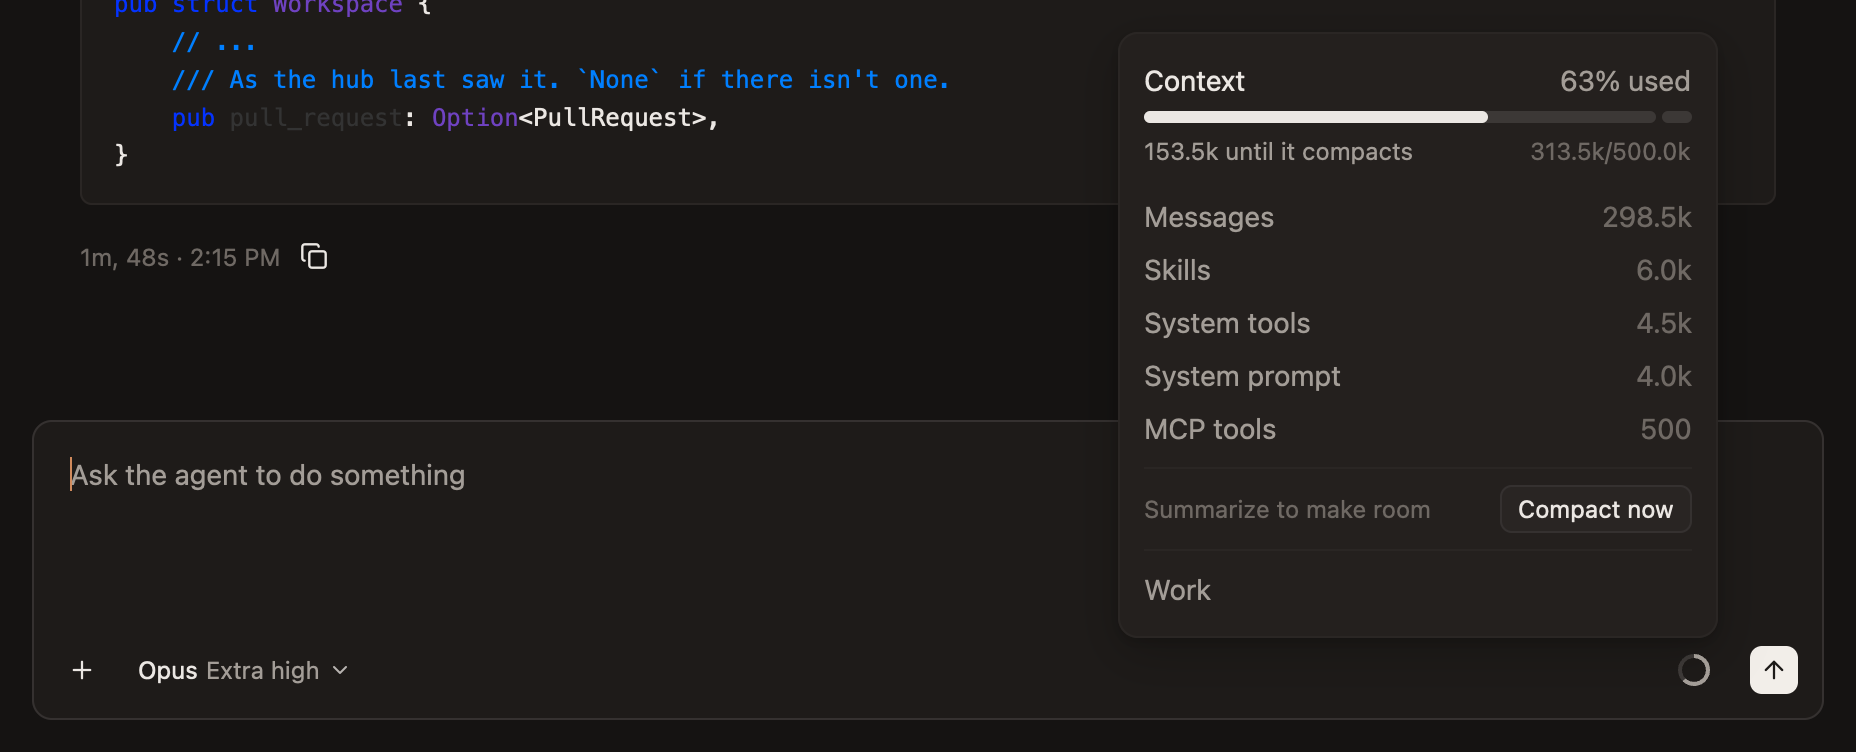 pub struct Workspace {
    // ...
    /// As the hub last saw it. `None` if there isn't one.
    pub pull_request: Option<PullRequest>,
}
1m, 48s · 2:15 PM
Context 63% used
153.5k until it compacts 313.5k/500.0k
Messages 298.5k
Skills 6.0k
System tools 4.5k
System prompt 4.0k
MCP tools 500
Summarize to make room Compact now
Work
Ask the agent to do something
Opus Extra high